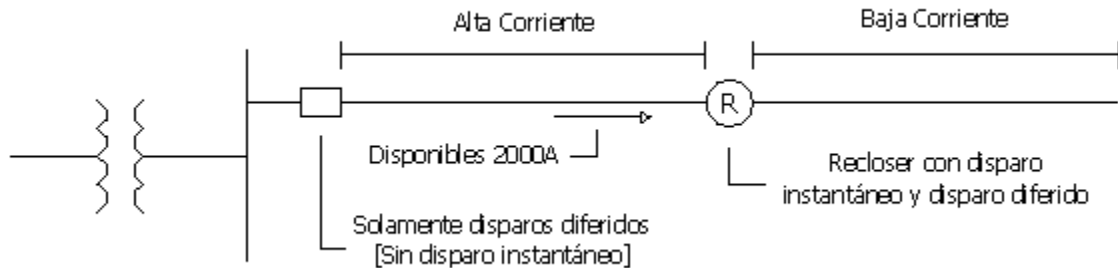 Alta Corriente
Baja Corriente
R
Disponibles 2000A
Recloser con disparo
instantáneo y disparo diferido
Solamente disparos diferidos
[Sin disparo instantáneo]